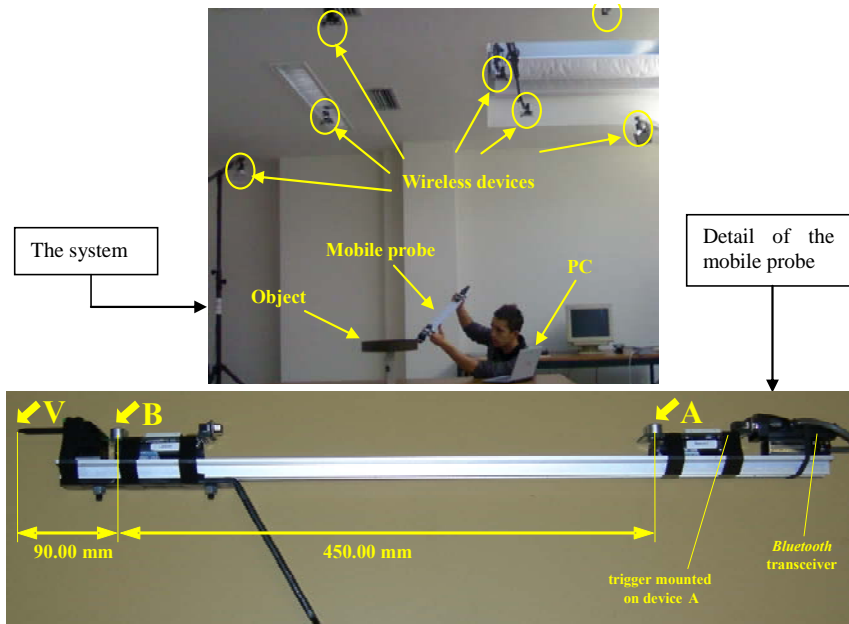 Wireless devices
The system
Mobile probe
Detail of the
mobile probe
PC
Object
V
B
A
90.00 mm
450.00 mm
trigger mounted
on device A
Bluetooth
transceiver